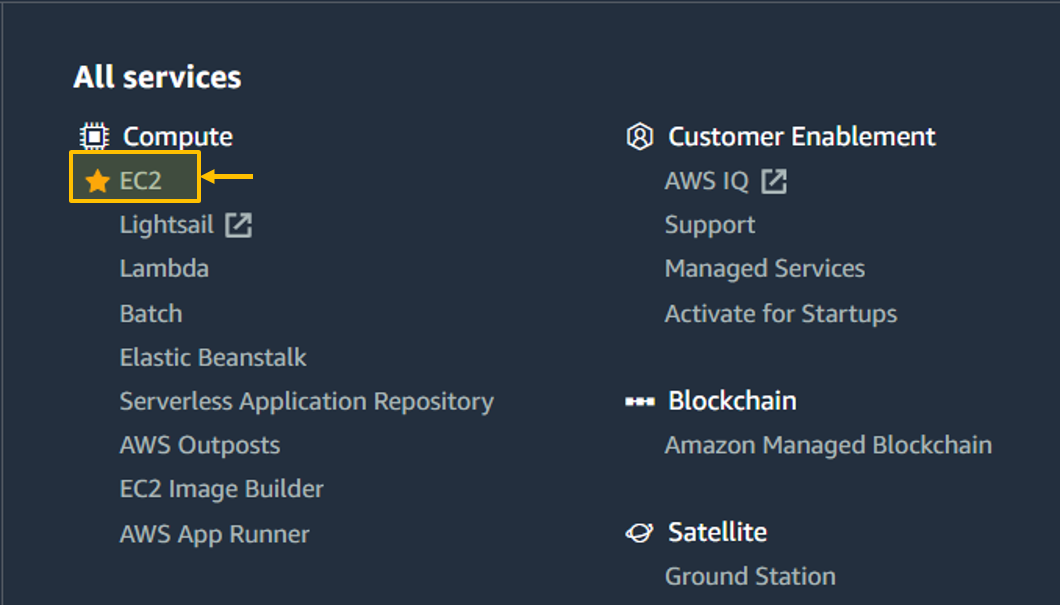 All services
Compute
EC2
Lightsail
Lambda
Batch
Elastic Beanstalk
Serverless Application Repository
AWS Outposts
EC2 Image Builder
AWS App Runner
Customer Enablement
AWS IQ
Support
Managed Services
Activate for Startups
Blockchain
Amazon Managed Blockchain
Satellite
Ground Station